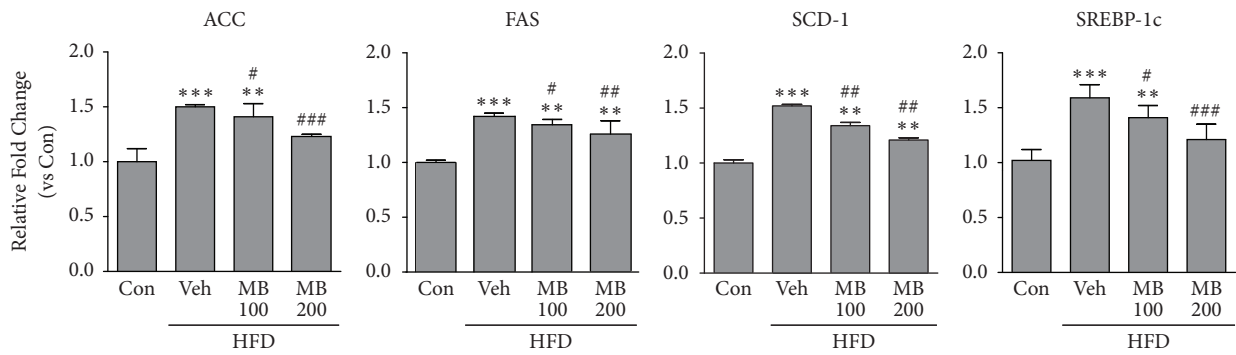 ACC
FAS
SCD-1
SREBP-1c
Relative Fold Change
(vs Con)
2.0
1.5
1.0
0.5
0.0
***
#
**
###
Con
Veh
MB
100
MB
200
HFD
2.0
1.5
1.0
0.5
0.0
***
#
**
##
**
Con
Veh
MB
100
MB
200
HFD
2.0
1.5
1.0
0.5
0.0
***
##
**
##
**
Con
Veh
MB
100
MB
200
HFD
2.0
1.5
1.0
0.5
0.0
***
#
**
###
Con
Veh
MB
100
MB
200
HFD